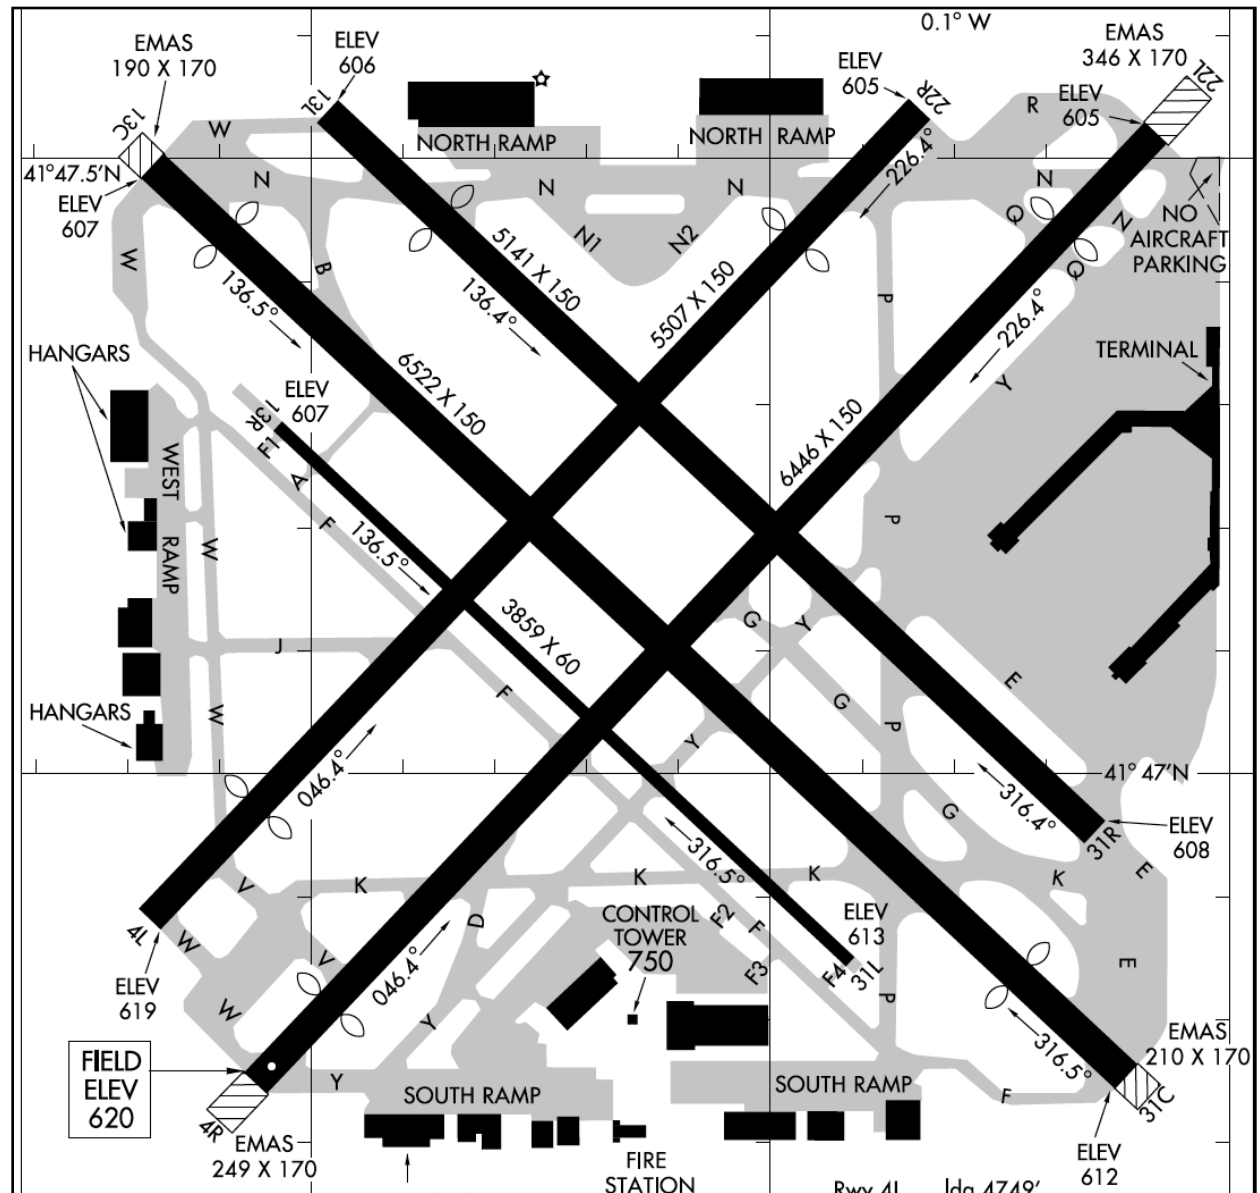 0.1° W
EMAS
190 X 170
ELEV
606
EMAS
346 X 170
22L
ELEV
605
22R
ELEV
605
R
13L
13C
W
NORTH RAMP
NORTH RAMP
226.4°
41°47.5'N
ELEV
607
N
N
N
N
N
Q
NO
AIRCRAFT
PARKING
W
B
N1
N2
Q
136.5°
5141 X 150
136.4°
5507 X 150
P
226.4°
HANGARS
TERMINAL
ELEV
607
6522 X 150
Y
13R
F1
6446 X 150
WEST
RAMP
A
F
W
136.5°
P
3859 X 60
G
Y
J
E
F
G
HANGARS
W
Y
G
P
41° 47'N
046.4°
G
316.4°
ELEV
608
31R
316.5°
V
K
K
K
K
E
CONTROL
TOWER
750
F2
F
ELEV
613
4L
W
D
V
046.4°
F3
F4
31L
E
ELEV
619
W
Y
P
316.5°
EMAS
210 X 170
FIELD
ELEV
620
Y
SOUTH RAMP
SOUTH RAMP
F
31C
4R
EMAS
249 X 170
FIRE
STATION
ELEV
612
Rwy 4L ldg 4749'